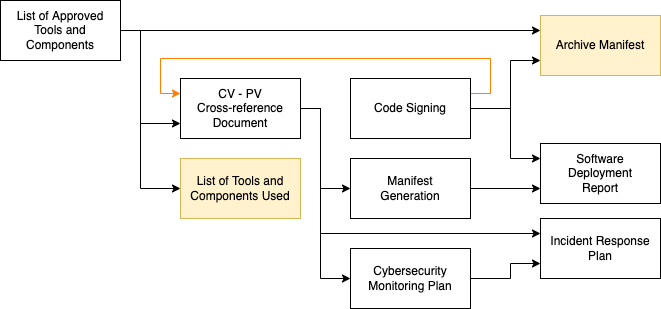 List of Approved
Tools and
Components
Archive Manifest
CV - PV
Cross-reference
Document
Code Signing
List of Tools and
Components Used
Manifest
Generation
Software
Deployment
Report
Incident Response
Plan
Cybersecurity
Monitoring Plan